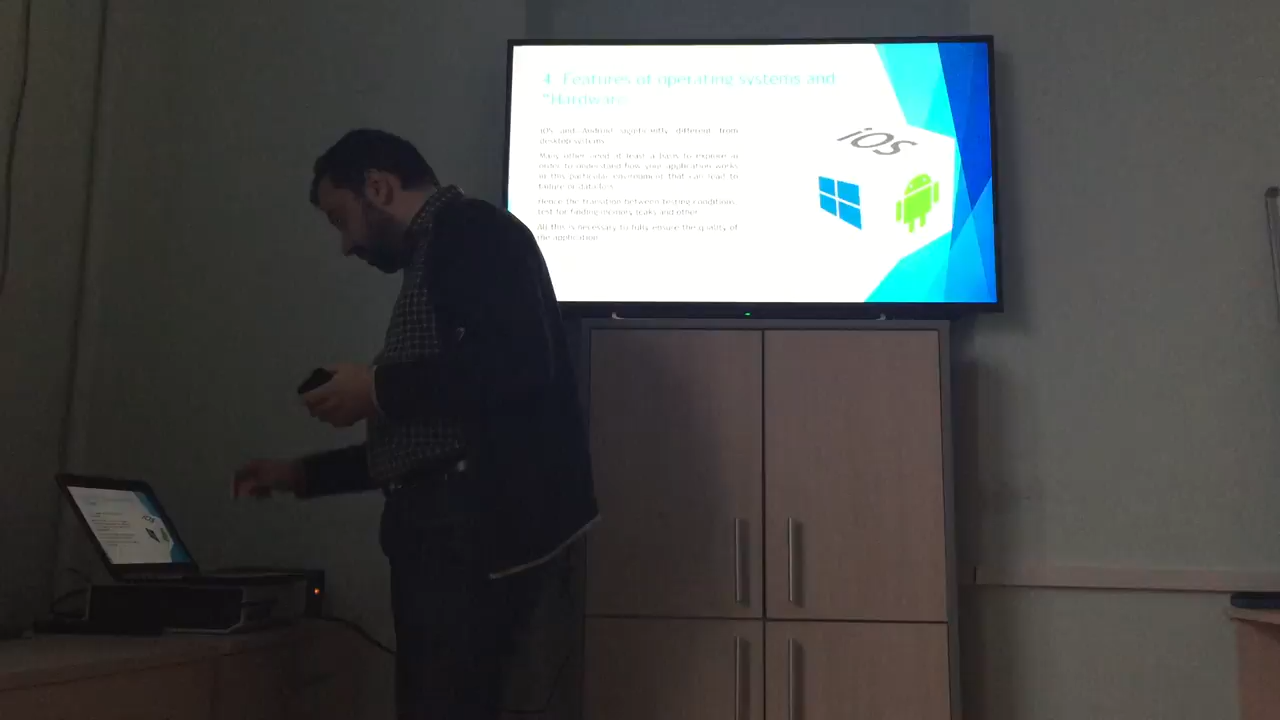 4. Features of operating systems and
"Hardware
iOS and Android significantly different from
desktop systems.
Many other need at least a basis to explore in
order to understand how your application works
in this particular environment that can lead to
failure or data loss.
Hence the transition between testing conditions,
test for finding memory leaks and other.
All this is necessary to fully ensure the quality of
the application.
iOS